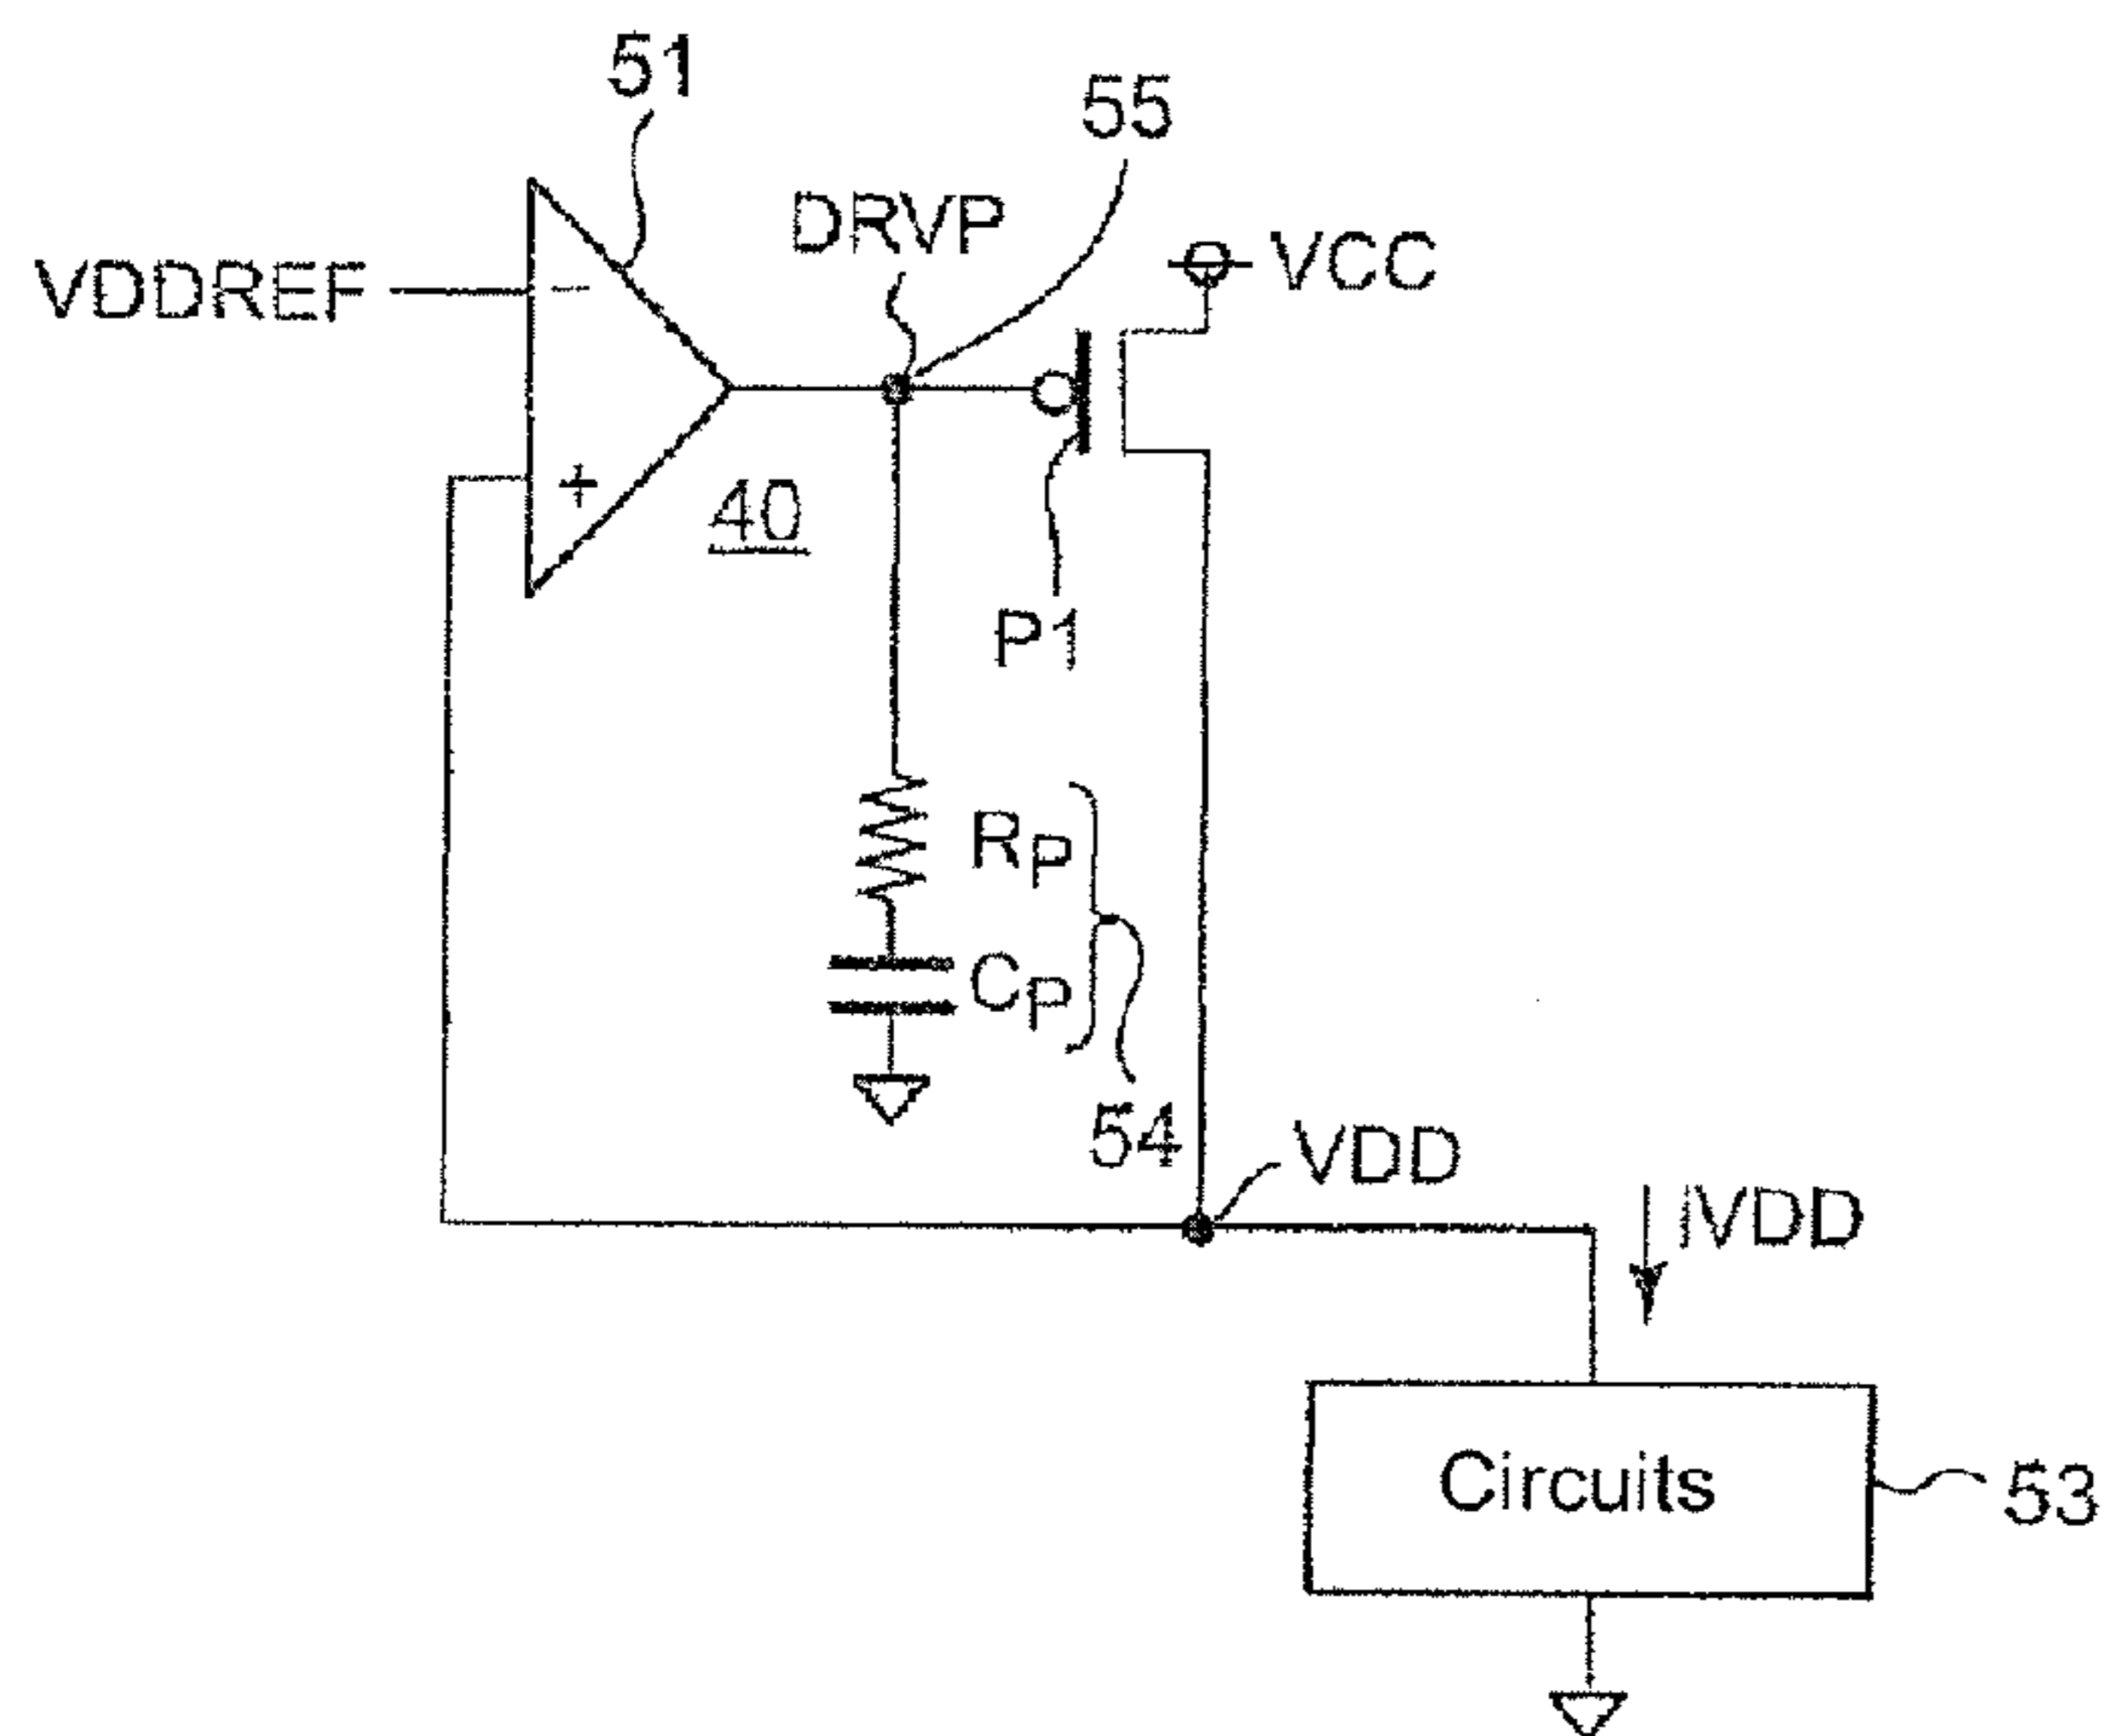 51
55
DRVP
VDDREF
VCC
-
+
40
P1
RP
CP
54
VDD
IVDD
Circuits
53